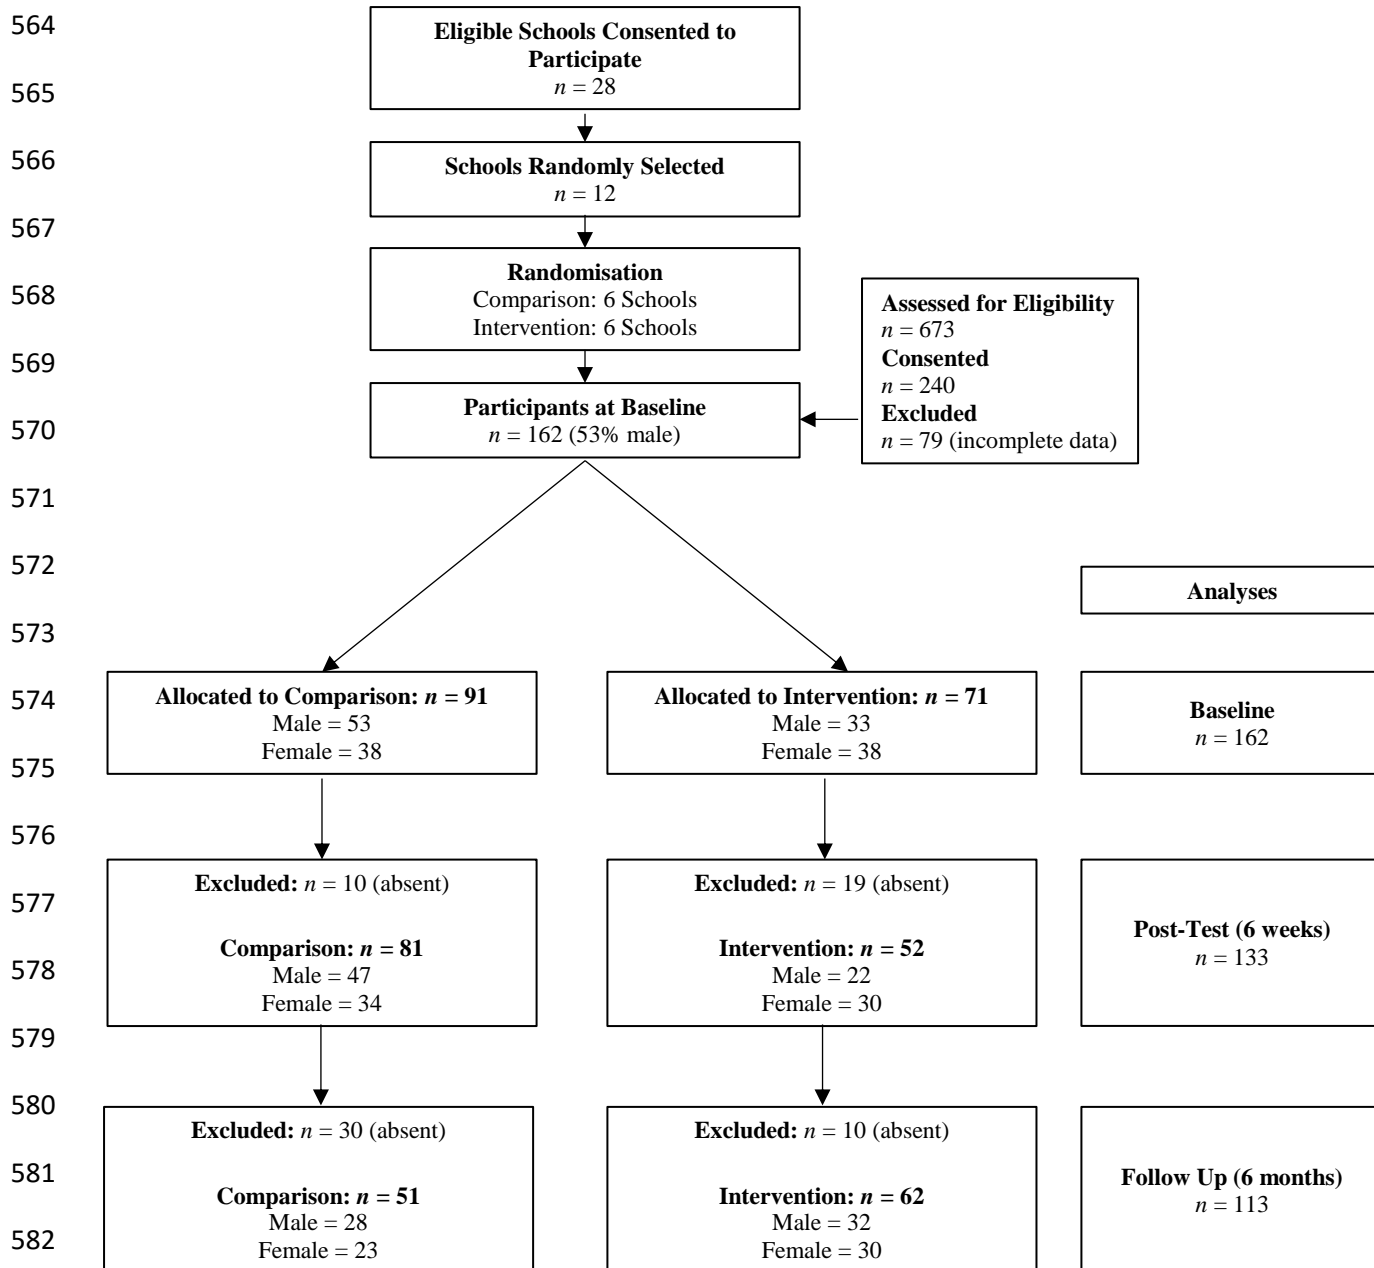 564
Eligible Schools Consented to
Participate
n = 28
565
566
Schools Randomly Selected
n = 12
567
Randomisation
Comparison: 6 Schools
Intervention: 6 Schools
568
Assessed for Eligibility
n = 673
Consented
n = 240
Excluded
n = 79 (incomplete data)
569
Participants at Baseline
n = 162 (53% male)
570
571
572
Analyses
573
574
Allocated to Comparison: n = 91
Male = 53
Female = 38
Allocated to Intervention: n = 71
Male = 33
Female = 38
Baseline
n = 162
575
576
577
Excluded: n = 10 (absent)
Comparison: n = 81
Male = 47
Female = 34
Excluded: n = 19 (absent)
Intervention: n = 52
Male = 22
Female = 30
Post-Test (6 weeks)
n = 133
578
579
580
Excluded: n = 30 (absent)
Comparison: n = 51
Male = 28
Female = 23
Excluded: n = 10 (absent)
Intervention: n = 62
Male = 32
Female = 30
Follow Up (6 months)
n = 113
581
582